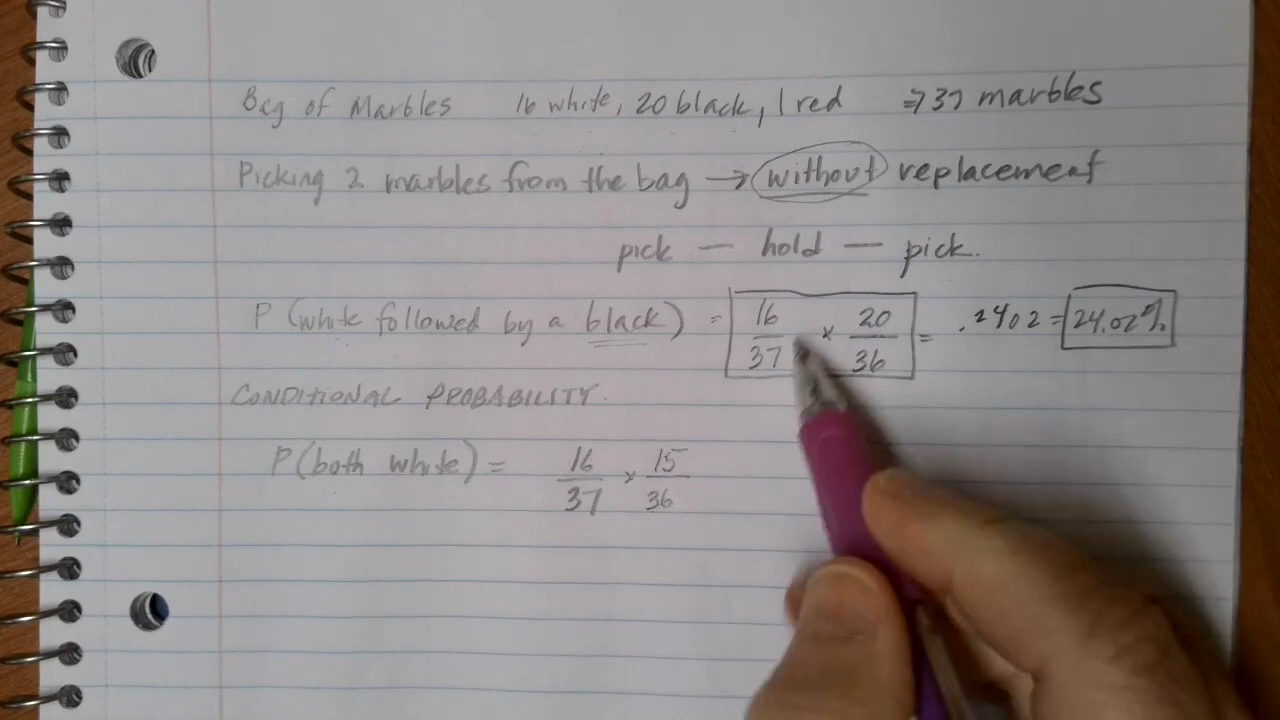 Bag of Marbles 16 white, 20 black, 1 red ⇒ 37 marbles
Picking 2 marbles from the bag → without replacement
pick — hold — pick.
P (white followed by a black) = 16/37 × 20/36 = .2402 = 24.02%
CONDITIONAL PROBABILITY.
P (both white) = 16/37 × 15/36